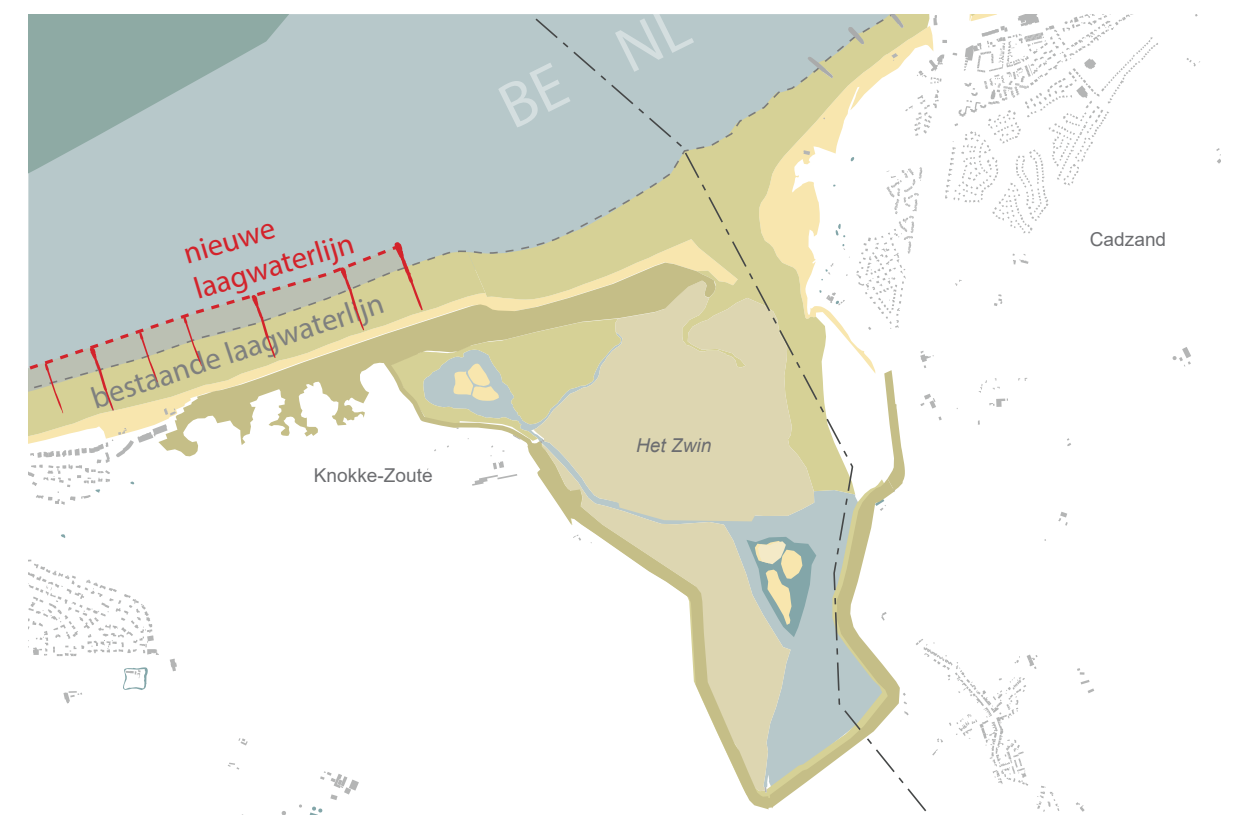 BE NL
nieuwe
laagwaterlijn
bestaande laagwaterlijn
Cadzand
Het Zwin
Knokke-Zoute